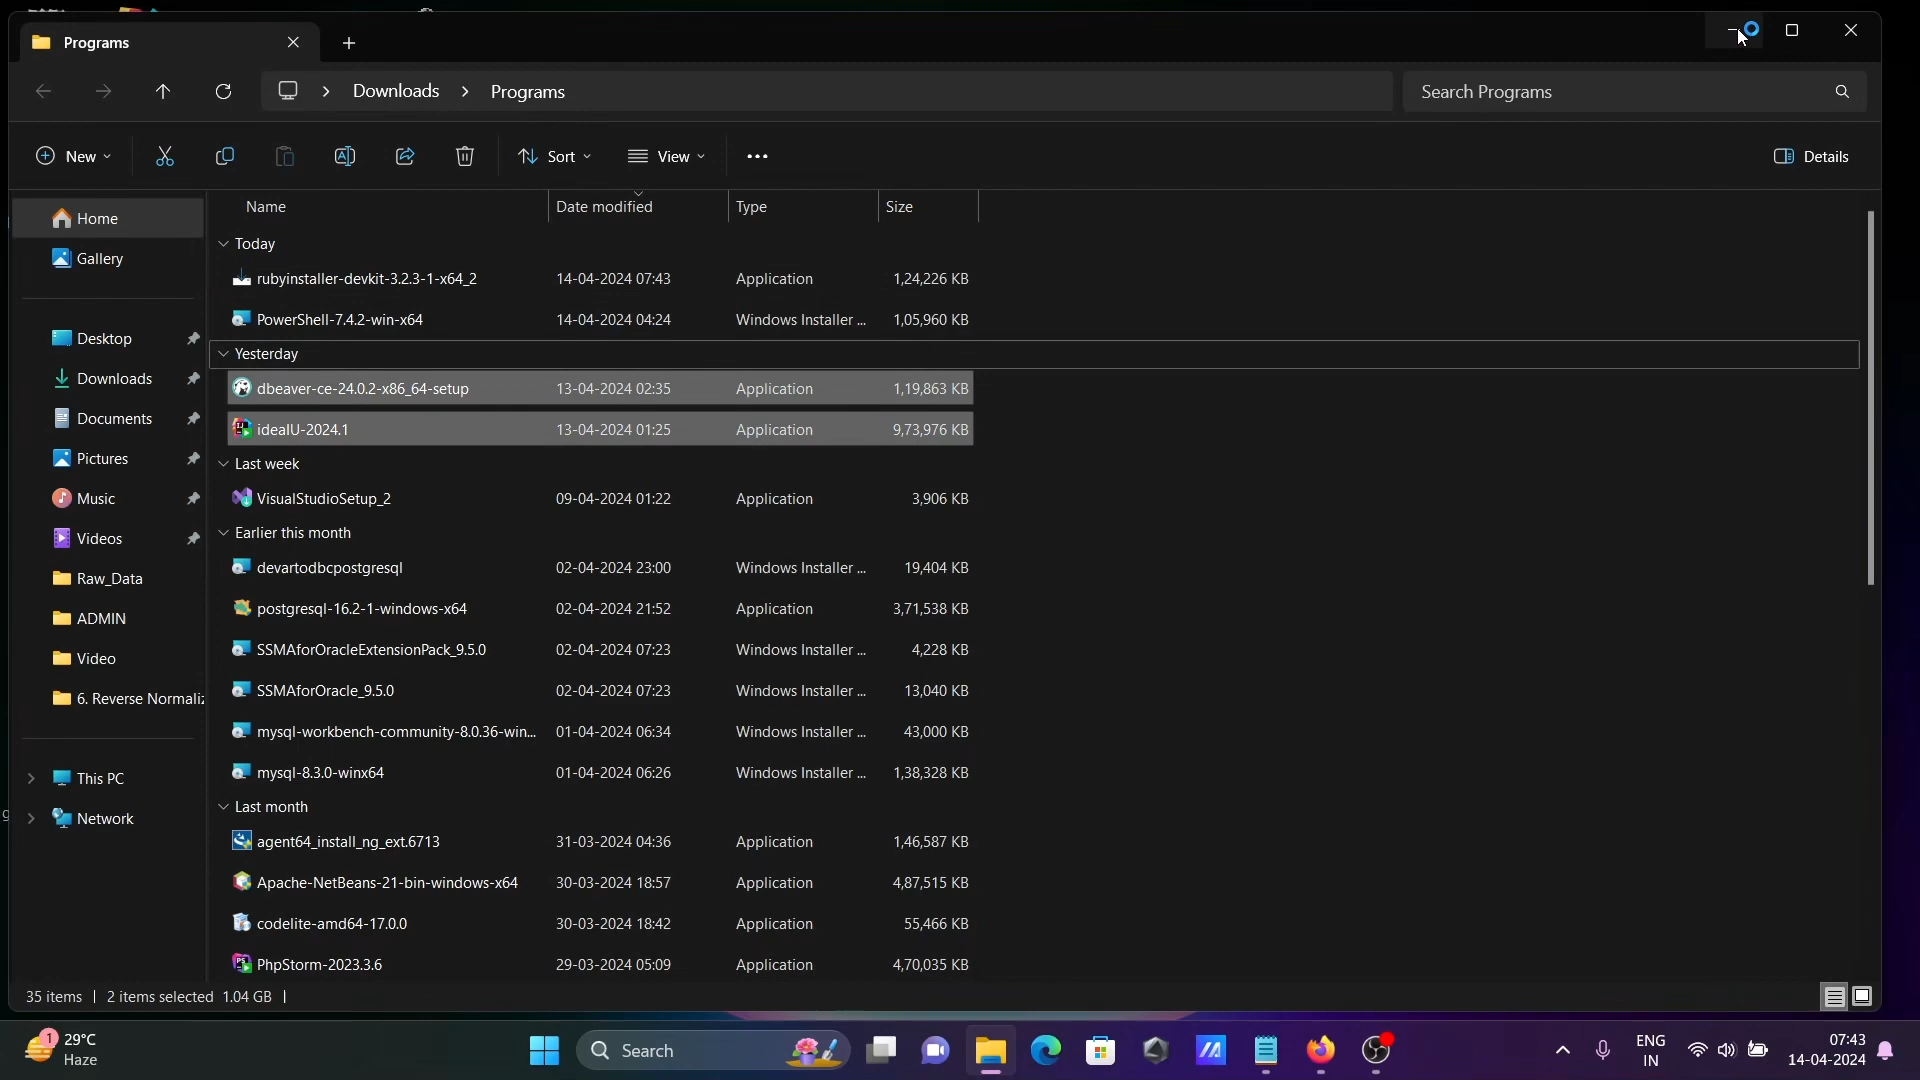 Programs
Downloads > Programs
Search Programs
New
Sort
View
Details
Home
Gallery
Desktop
Downloads
Documents
Pictures
Music
Videos
Raw_Data
ADMIN
Video
6. Reverse Normaliz
This PC
Network
Name Date modified Type Size
Today
rubyinstaller-devkit-3.2.3-1-x64_2 14-04-2024 07:43 Application 1,24,226 KB
PowerShell-7.4.2-win-x64 14-04-2024 04:24 Windows Installer ... 1,05,960 KB
Yesterday
dbeaver-ce-24.0.2-x86_64-setup 13-04-2024 02:35 Application 1,19,863 KB
ideaIU-2024.1 13-04-2024 01:25 Application 9,73,976 KB
Last week
VisualStudioSetup_2 09-04-2024 01:22 Application 3,906 KB
Earlier this month
devartodbcpostgresql 02-04-2024 23:00 Windows Installer ... 19,404 KB
postgresql-16.2-1-windows-x64 02-04-2024 21:52 Application 3,71,538 KB
SSMAforOracleExtensionPack_9.5.0 02-04-2024 07:23 Windows Installer ... 4,228 KB
SSMAforOracle_9.5.0 02-04-2024 07:23 Windows Installer ... 13,040 KB
mysql-workbench-community-8.0.36-win... 01-04-2024 06:34 Windows Installer ... 43,000 KB
mysql-8.3.0-winx64 01-04-2024 06:26 Windows Installer ... 1,38,328 KB
Last month
agent64_install_ng_ext.6713 31-03-2024 04:36 Application 1,46,587 KB
Apache-NetBeans-21-bin-windows-x64 30-03-2024 18:57 Application 4,87,515 KB
codelite-amd64-17.0.0 30-03-2024 18:42 Application 55,466 KB
PhpStorm-2023.3.6 29-03-2024 05:09 Application 4,70,035 KB
35 items | 2 items selected 1.04 GB |
1
29°C
Haze
Search
ENG
IN
07:43
14-04-2024